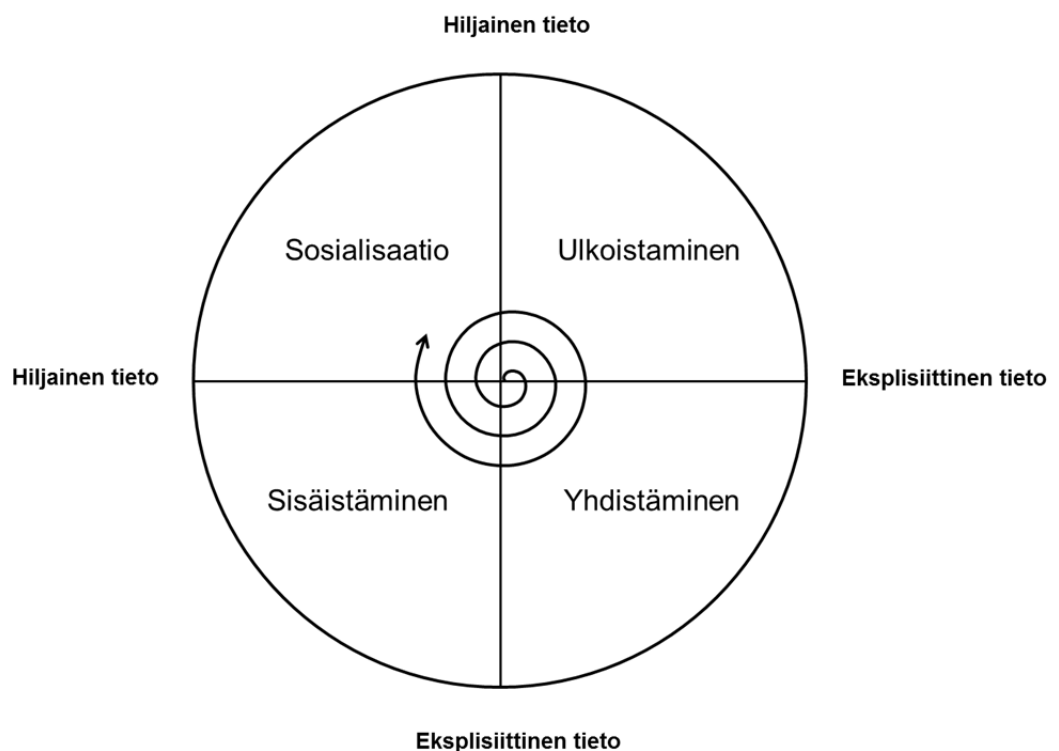 Hiljainen tieto
Sosialisaatio
Ulkoistaminen
Hiljainen tieto
Eksplisiittinen tieto
Sisäistäminen
Yhdistäminen
Eksplisiittinen tieto